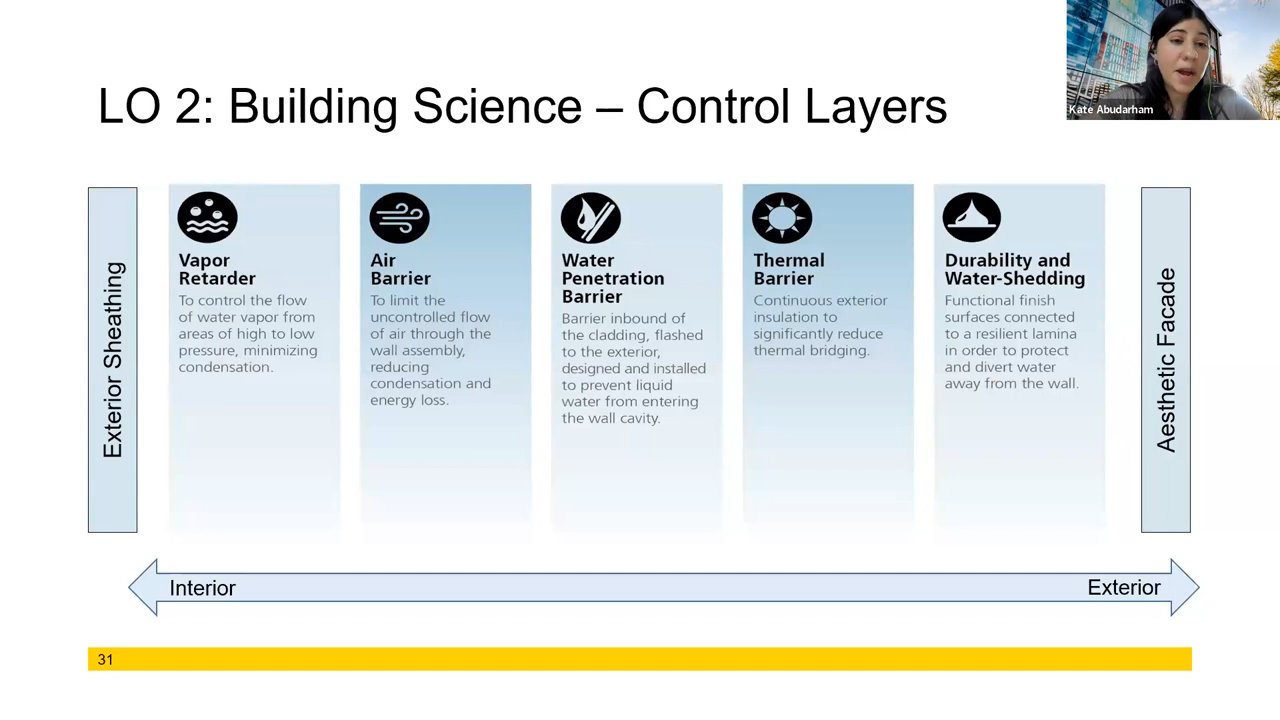 LO 2: Building Science – Control Layers
Kate Abudarham
Exterior Sheathing
Vapor
Retarder
To control the flow
of water vapor from
areas of high to low
pressure, minimizing
condensation.
Air
Barrier
To limit the
uncontrolled flow
of air through the
wall assembly,
reducing
condensation and
energy loss.
Water
Penetration
Barrier
Barrier inbound of
the cladding, flashed
to the exterior,
designed and installed
to prevent liquid
water from entering
the wall cavity.
Thermal
Barrier
Continuous exterior
insulation to
significantly reduce
thermal bridging.
Durability and
Water-Shedding
Functional finish
surfaces connected
to a resilient lamina
in order to protect
and divert water
away from the wall.
Aesthetic Facade
Interior
Exterior
31